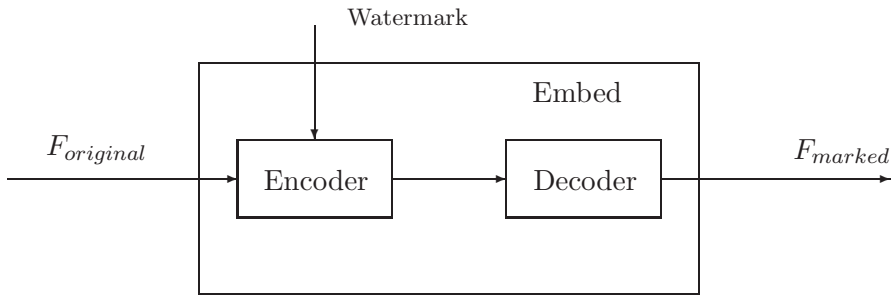 Watermark
Embed
F_original
F_marked
Encoder
Decoder